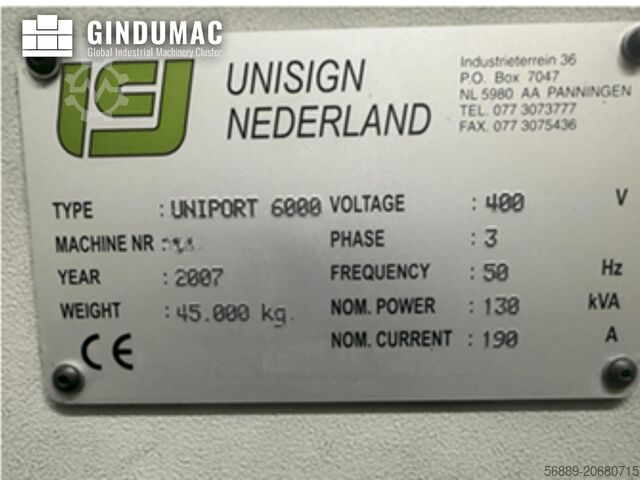 GINDUMAC
Global Industrial Machinery Cluster
UNISIGN
NEDERLAND
Industrieterrein 36
P.O. Box 7047
NL 5980 AA PANNINGEN
TEL. 077 3073777
FAX. 077 3075436
TYPE : UNIPORT 6000
MACHINE NR :
YEAR : 2007
WEIGHT : 45.000 kg.
VOLTAGE : 400 V
PHASE : 3
FREQUENCY : 50 Hz
NOM. POWER : 130 kVA
NOM. CURRENT : 190 A
CE
56889-20680715